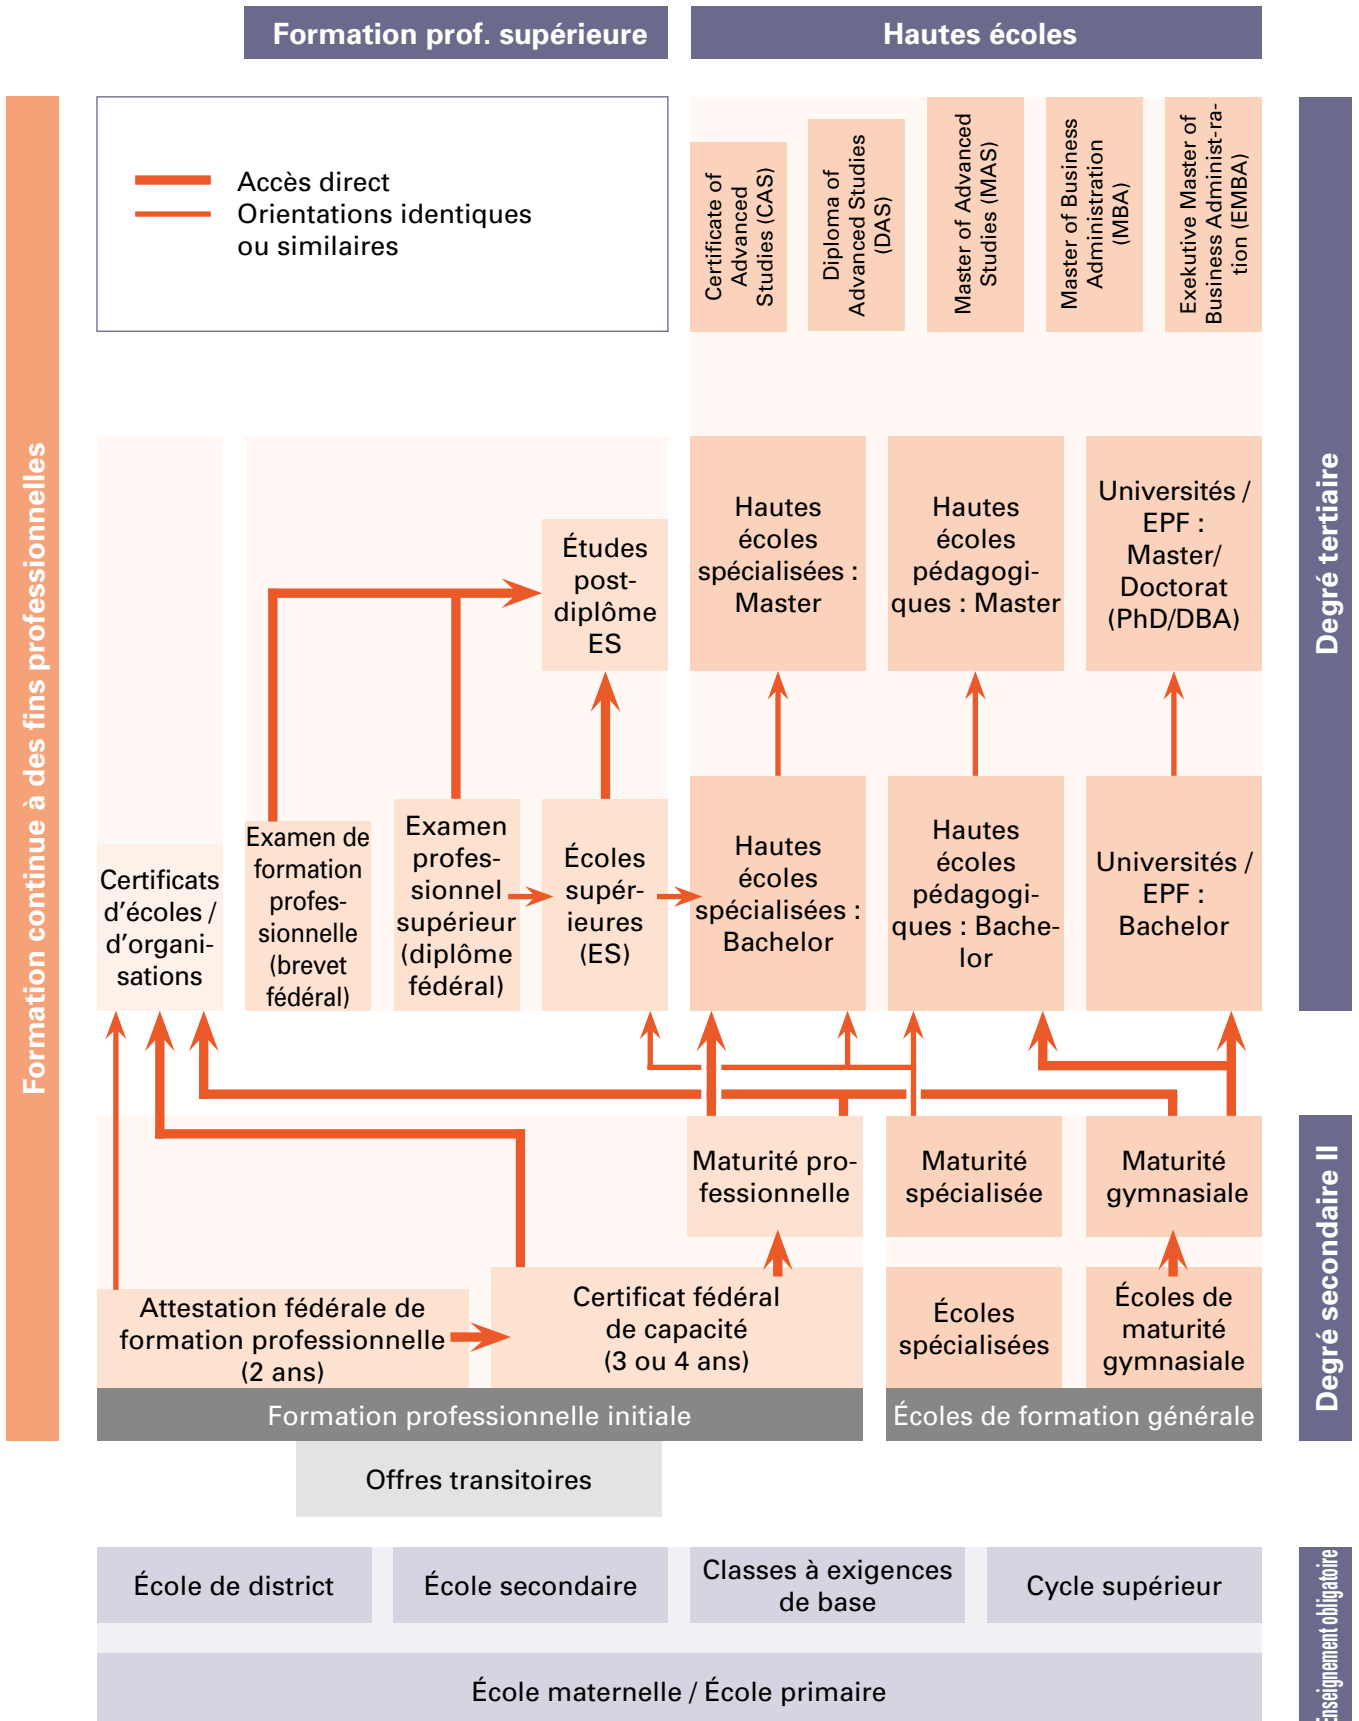 Formation prof. supérieure
Hautes écoles
Formation continue à des fins professionnelles
Accès direct
Orientations identiques
ou similaires
Certificate of
Advanced
Studies (CAS)
Diploma of
Advanced Studies
(DAS)
Master of Advanced
Studies (MAS)
Master of Business
Administration
(MBA)
Exekutive Master of
Business Administ-ra-
tion (EMBA)
Degré tertiaire
Études
post-
diplôme
ES
Hautes
écoles
spécialisées :
Master
Hautes
écoles
pédagogi-
ques : Master
Universités /
EPF :
Master/
Doctorat
(PhD/DBA)
Certificats
d'écoles /
d'organi-
sations
Examen de
formation
profes-
sionnelle
(brevet
fédéral)
Examen
profes-
sionnel
supérieur
(diplôme
fédéral)
Écoles
supér-
ieures
(ES)
Hautes
écoles
spécialisées :
Bachelor
Hautes
écoles
pédagogi-
ques : Bache-
lor
Universités /
EPF :
Bachelor
Degré secondaire II
Maturité pro-
fessionnelle
Maturité
spécialisée
Maturité
gymnasiale
Attestation fédérale de
formation professionnelle
(2 ans)
Certificat fédéral
de capacité
(3 ou 4 ans)
Écoles
spécialisées
Écoles de
maturité
gymnasiale
Formation professionnelle initiale
Écoles de formation générale
Offres transitoires
École de district
École secondaire
Classes à exigences
de base
Cycle supérieur
École maternelle / École primaire
Enseignement obligatoire